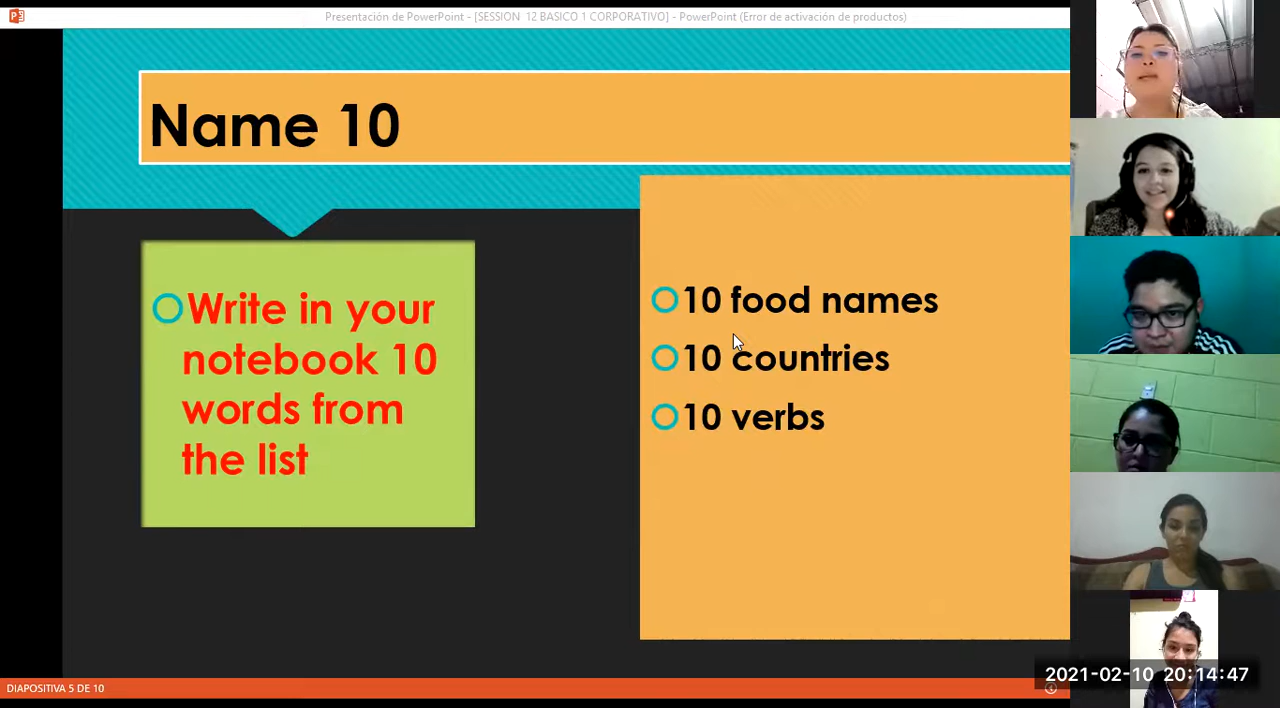 Presentación de PowerPoint - [SESSION 12 BASICO 1 CORPORATIVO] - PowerPoint (Error de activación de productos)
Name 10
Write in your
notebook 10
words from
the list
10 food names
10 countries
10 verbs
2021-02-10 20:14:47
DIAPOSITIVA 5 DE 10